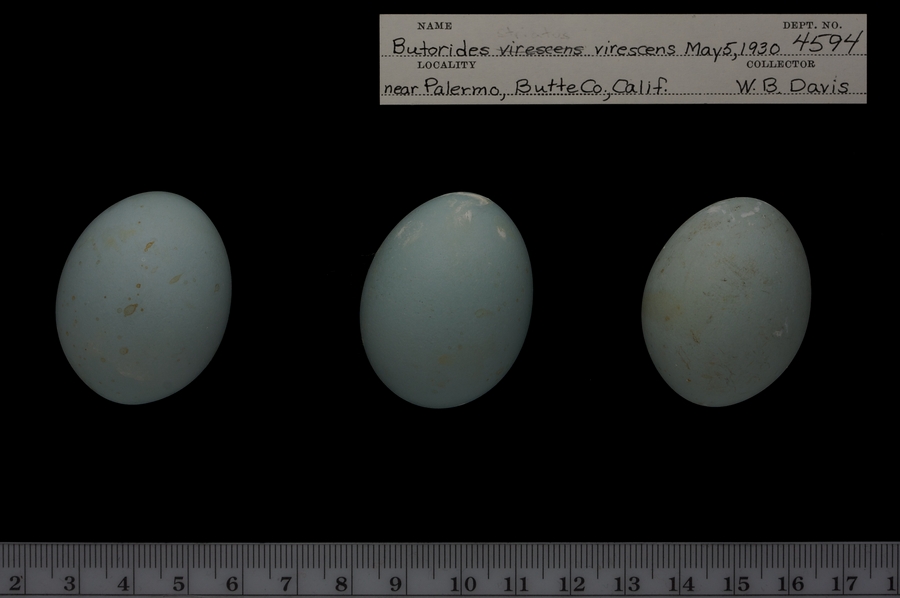 NAME DEPT. NO.
Butorides virescens virescens May 5, 1930 4594
LOCALITY COLLECTOR
near Palermo, Butte Co., Calif. W. B. Davis
2 3 4 5 6 7 8 9 10 11 12 13 14 15 16 17 1